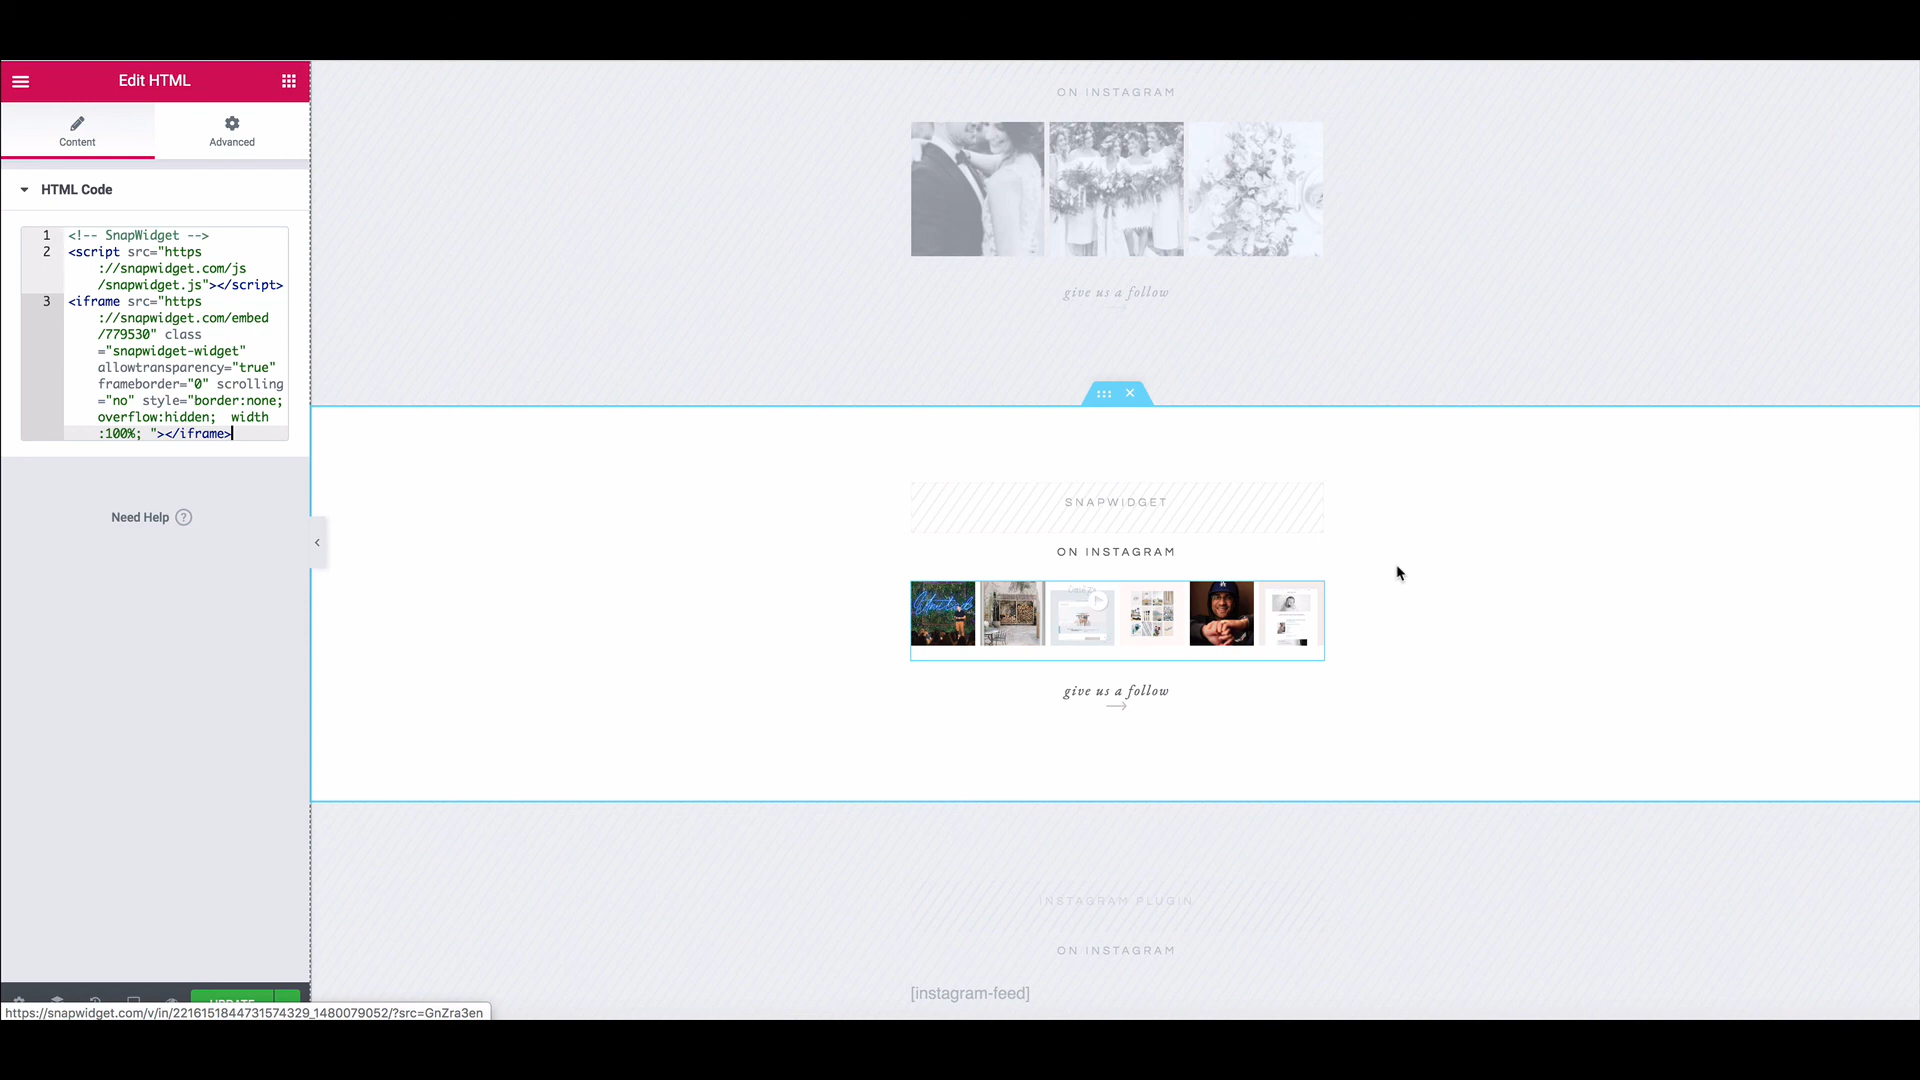 Edit HTML
Content
Advanced
HTML Code
1 <!-- SnapWidget -->
2 <script src="https
://snapwidget.com/js
/snapwidget.js"></script>
3 <iframe src="https
://snapwidget.com/embed
/779530" class
="snapwidget-widget"
allowtransparency="true"
frameborder="0" scrolling
="no" style="border:none;
overflow:hidden;  width
:100%; "></iframe>
Need Help ?
UPDATE
https://snapwidget.com/v/in/2216151844731574329_1480079052/?src=GnZra3en
ON INSTAGRAM
give us a follow
SNAPWIDGET
ON INSTAGRAM
give us a follow
INSTAGRAM PLUGIN
ON INSTAGRAM
[instagram-feed]